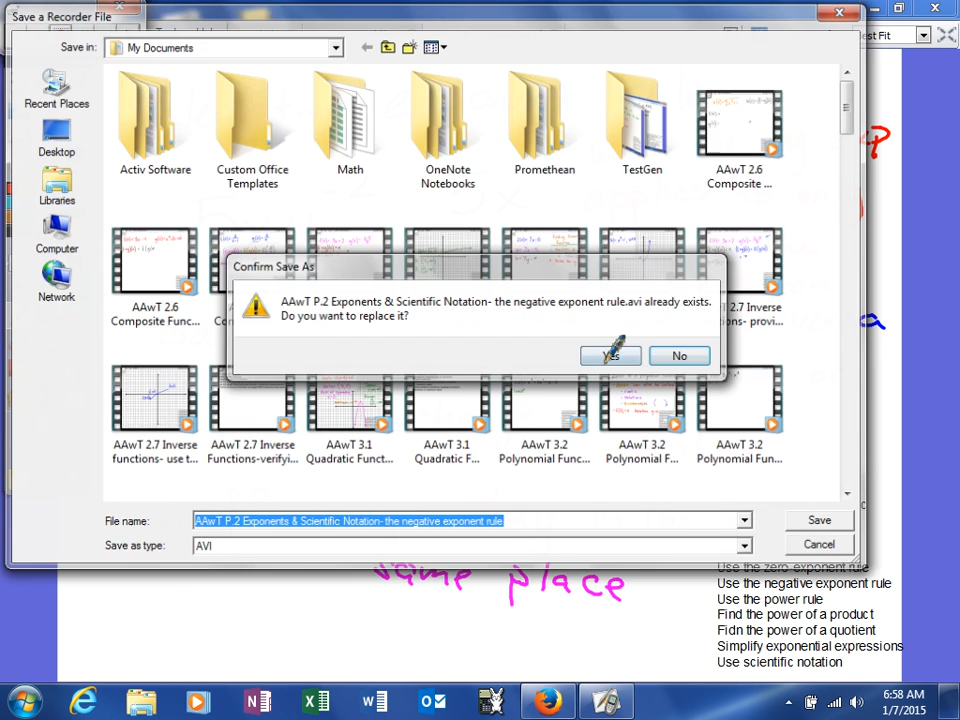 Save a Recorder File
Save in:
My Documents
est Fit
Recent Places
Desktop
Libraries
Computer
Network
Activ Software
Custom Office
Templates
Math
OneNote
Notebooks
Promethean
TestGen
AAwT 2.6
Composite ...
P
AAwT 2.6
Composite Func...
2.7 Inverse
ons- provi...
a
Confirm Save As
AAwT P.2 Exponents & Scientific Notation- the negative exponent rule.avi already exists.
Do you want to replace it?
Yes
No
AAwT 2.7 Inverse
functions- use t...
AAwT 2.7 Inverse
Functions-verifyi...
AAwT 3.1
Quadratic Funct...
AAwT 3.1
Quadratic F...
AAwT 3.2
Polynomial Func...
AAwT 3.2
Polynomial F...
AAwT 3.2
Polynomial Fun...
File name:
AAwT P.2 Exponents & Scientific Notation- the negative exponent rule
Save
Save as type:
AVI
Cancel
same place
Use the zero exponent rule
Use the negative exponent rule
Use the power rule
Find the power of a product
Fidn the power of a quotient
Simplify exponential expressions
Use scientific notation
6:58 AM
1/7/2015